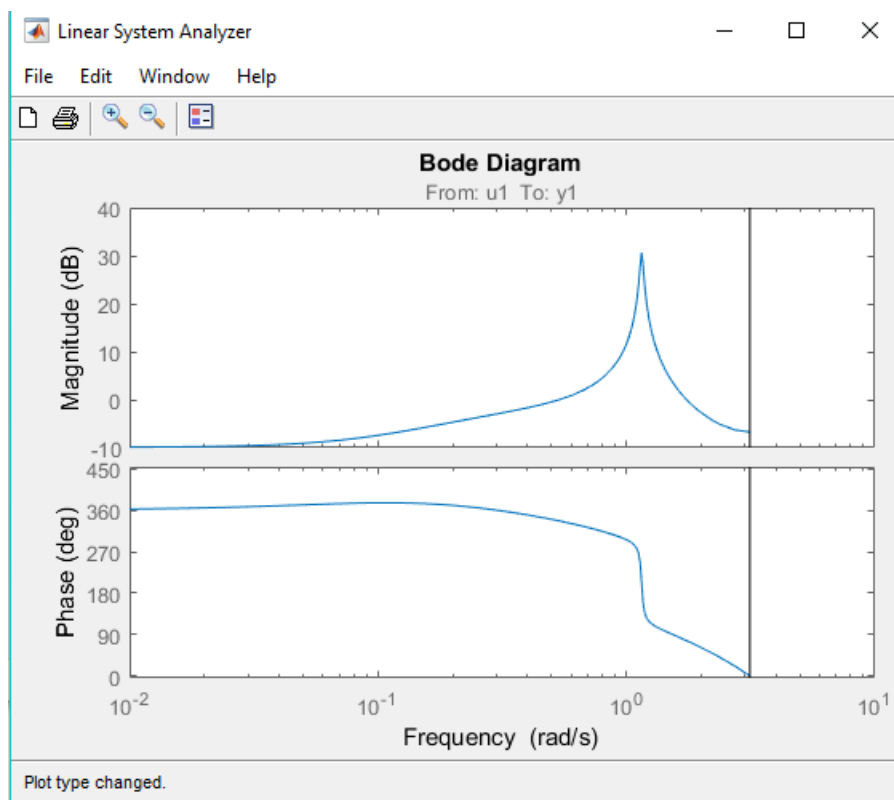 Linear System Analyzer
File Edit Window Help
Bode Diagram
From: u1 To: y1
Magnitude (dB)
40
30
20
10
0
-10
Phase (deg)
450
360
270
180
90
0
10-2 10-1 100 101
Frequency (rad/s)
Plot type changed.